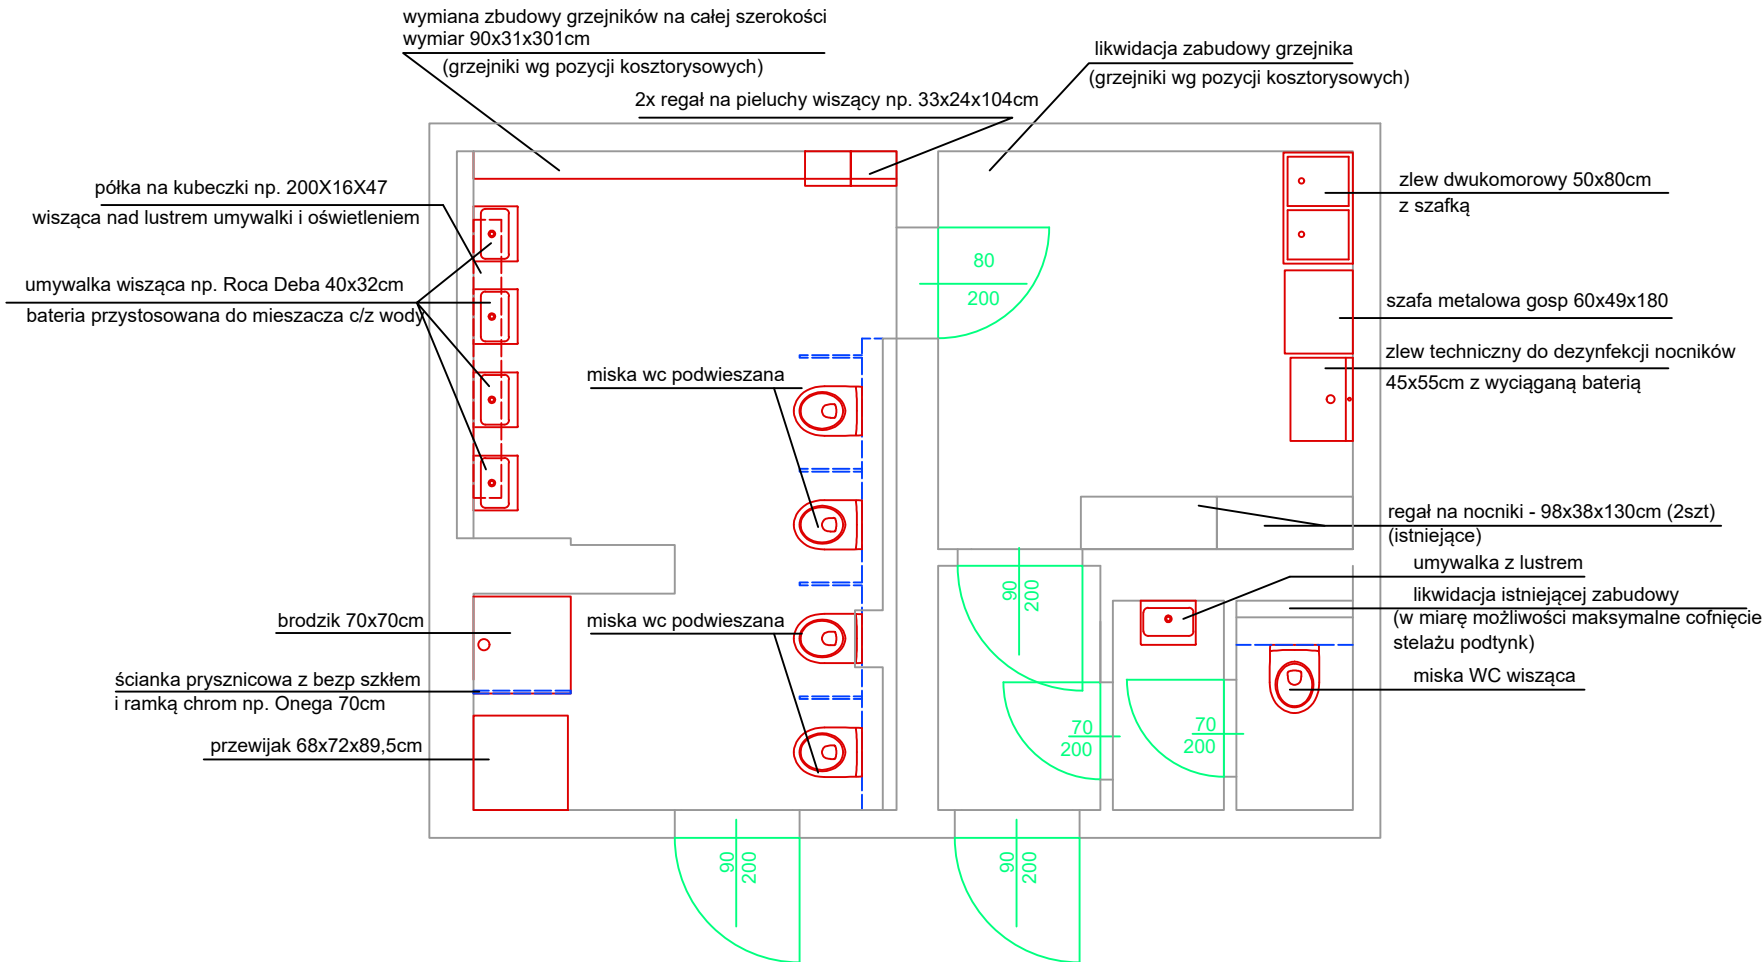 wymiana zbudowy grzejników na całej szerokości
wymiar 90x31x301cm
(grzejniki wg pozycji kosztorysowych)
likwidacja zabudowy grzejnika
(grzejniki wg pozycji kosztorysowych)
2x regał na pieluchy wiszący np. 33x24x104cm
półka na kubeczki np. 200X16X47
wisząca nad lustrem umywalki i oświetleniem
umywalka wisząca np. Roca Deba 40x32cm
bateria przystosowana do mieszacza c/z wody
miska wc podwieszana
brodzik 70x70cm
miska wc podwieszana
ścianka prysznicowa z bezp szkłem
i ramką chrom np. Onega 70cm
przewijak 68x72x89,5cm
zlew dwukomorowy 50x80cm
z szafką
szafa metalowa gosp 60x49x180
zlew techniczny do dezynfekcji nocników
45x55cm z wyciąganą baterią
regał na nocniki - 98x38x130cm (2szt)
(istniejące)
umywalka z lustrem
likwidacja istniejącej zabudowy
(w miarę możliwości maksymalne cofnięcie
stelażu podtynk)
miska WC wisząca
80
200
90
200
70
200
70
200
90
200
90
200